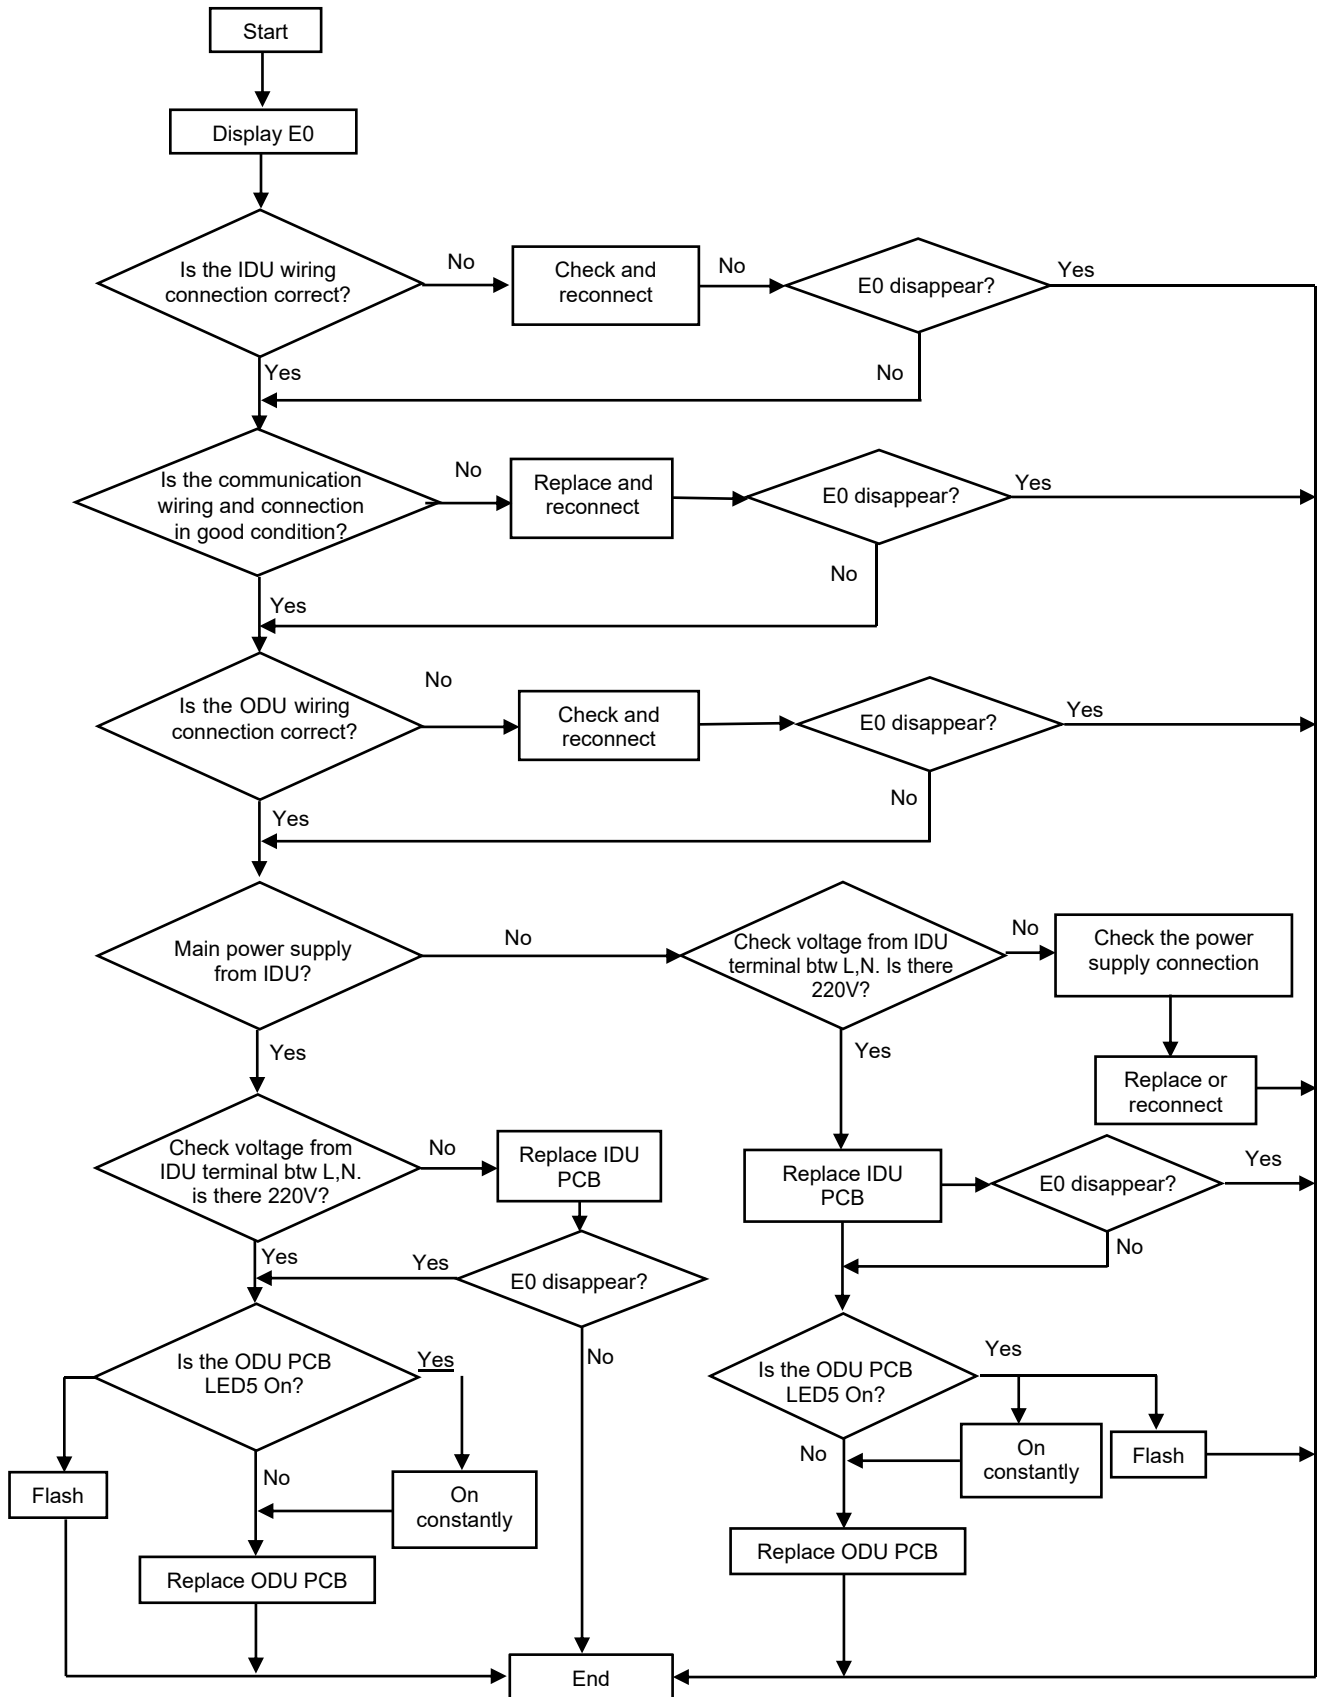 Start
Display E0
Is the IDU wiring
connection correct?
No
Check and
reconnect
No
E0 disappear?
Yes
Yes
No
Is the communication
wiring and connection
in good condition?
No
Replace and
reconnect
E0 disappear?
Yes
No
Yes
Is the ODU wiring
connection correct?
No
Check and
reconnect
E0 disappear?
Yes
No
Yes
Main power supply
from IDU?
No
Check voltage from IDU
terminal btw L,N. Is there
220V?
No
Check the power
supply connection
Yes
Yes
Replace or
reconnect
Check voltage from
IDU terminal btw L,N.
is there 220V?
No
Replace IDU
PCB
Replace IDU
PCB
E0 disappear?
Yes
No
Yes
Yes
E0 disappear?
No
Is the ODU PCB
LED5 On?
Yes
Is the ODU PCB
LED5 On?
Yes
No
On
constantly
Flash
Flash
No
On
constantly
Replace ODU PCB
Replace ODU PCB
End